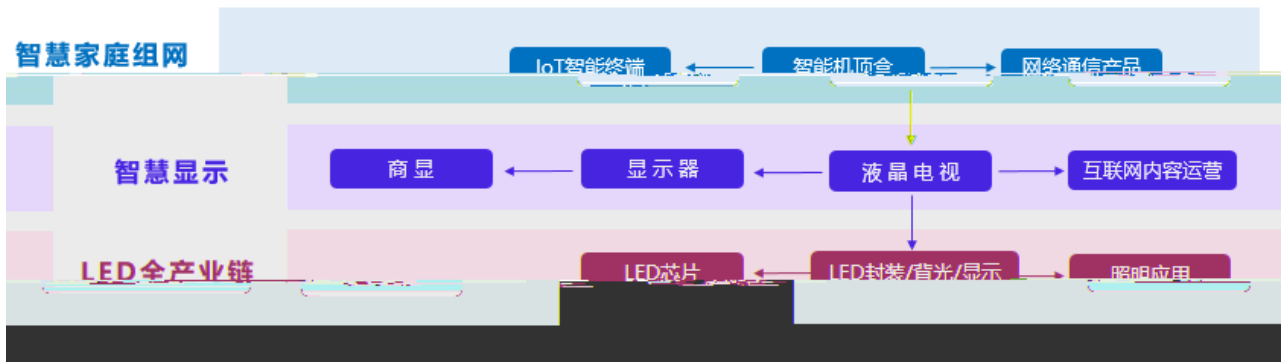 智慧家庭组网
IoT智能终端
智能机顶盒
网络通信产品
智慧显示
商显
显示器
液晶电视
互联网内容运营
LED全产业链
LED芯片
LED封装/背光/显示
照明应用